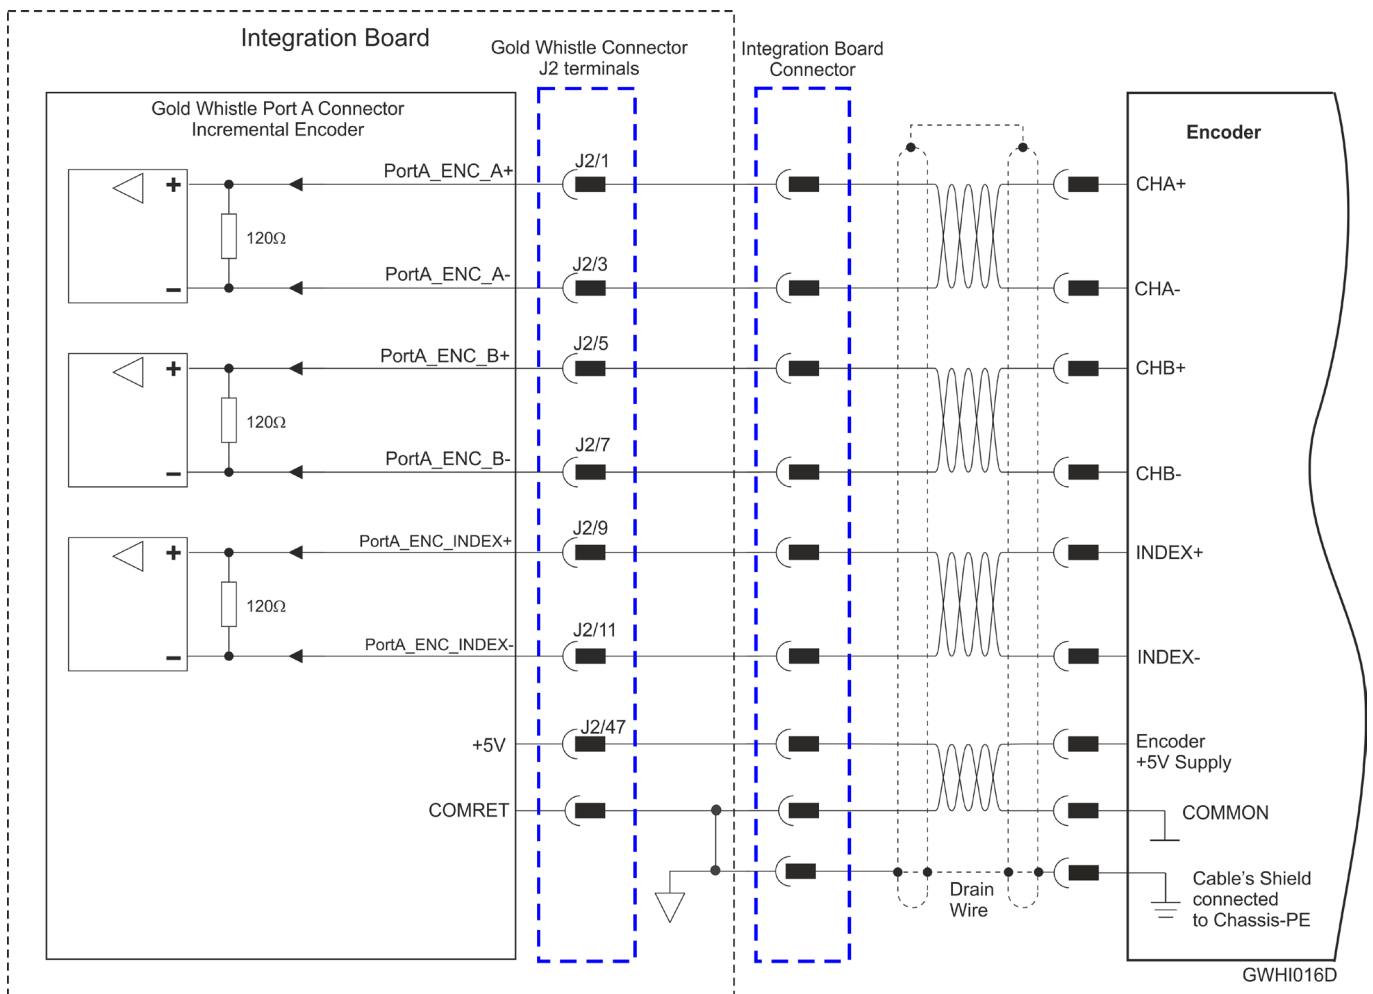 Integration Board
Gold Whistle Connector
J2 terminals
Integration Board
Connector
Gold Whistle Port A Connector
Incremental Encoder
Encoder
+
120Ω
−
PortA_ENC_A+
J2/1
CHA+
PortA_ENC_A-
J2/3
CHA-
+
120Ω
−
PortA_ENC_B+
J2/5
CHB+
PortA_ENC_B-
J2/7
CHB-
+
120Ω
−
PortA_ENC_INDEX+
J2/9
INDEX+
PortA_ENC_INDEX-
J2/11
INDEX-
+5V
J2/47
Encoder
+5V Supply
COMRET
COMMON
Drain
Wire
Cable's Shield
connected
to Chassis-PE
GWHI016D